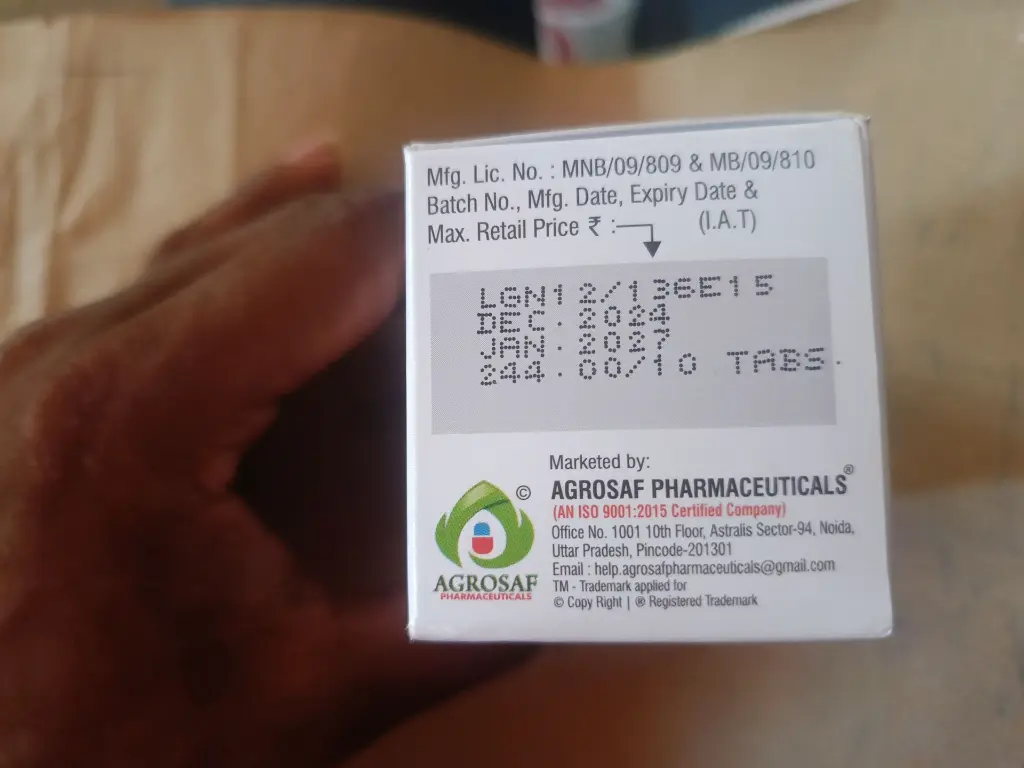 Mfg. Lic. No. : MNB/09/809 & MB/09/810
Batch No., Mfg. Date, Expiry Date &
Max. Retail Price ₹ : (I.A.T)
LGN12/136E15
DEC.2024
JAN.2027
244.00/10 TABS.
Marketed by:
© AGROSAF PHARMACEUTICALS®
(AN ISO 9001:2015 Certified Company)
Office No. 1001 10th Floor, Astralis Sector-94, Noida,
Uttar Pradesh, Pincode-201301
Email : help.agrosafpharmaceuticals@gmail.com
TM - Trademark applied for
© Copy Right | ® Registered Trademark
AGROSAF
PHARMACEUTICALS